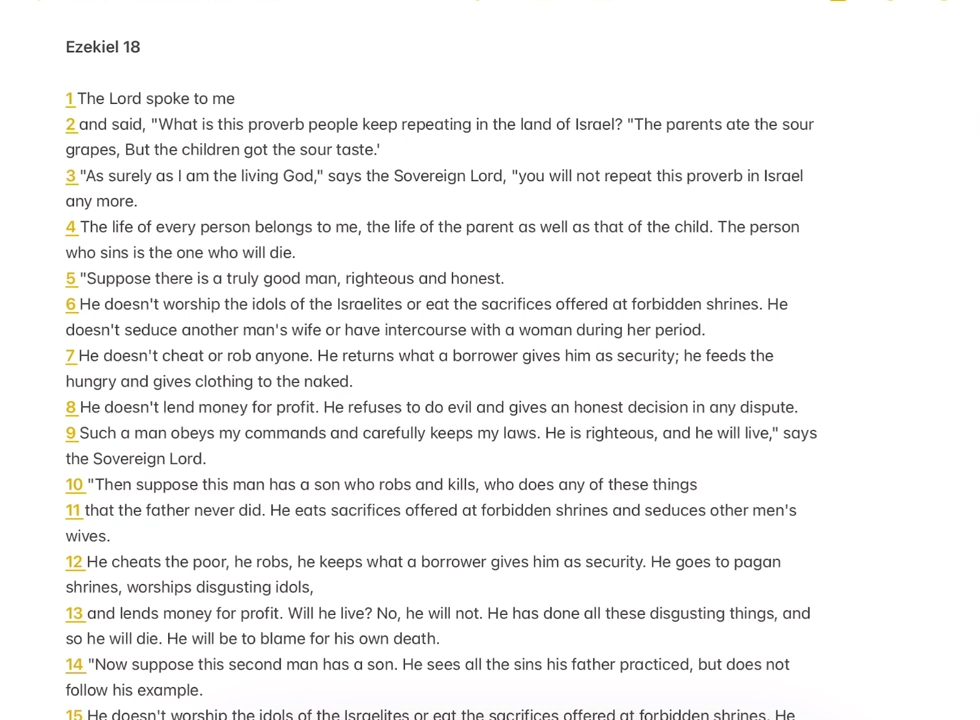 Ezekiel 18
1 The Lord spoke to me
2 and said, "What is this proverb people keep repeating in the land of Israel? "The parents ate the sour
grapes, But the children got the sour taste.'
3 "As surely as I am the living God," says the Sovereign Lord, "you will not repeat this proverb in Israel
any more.
4 The life of every person belongs to me, the life of the parent as well as that of the child. The person
who sins is the one who will die.
5 "Suppose there is a truly good man, righteous and honest.
6 He doesn't worship the idols of the Israelites or eat the sacrifices offered at forbidden shrines. He
doesn't seduce another man's wife or have intercourse with a woman during her period.
7 He doesn't cheat or rob anyone. He returns what a borrower gives him as security; he feeds the
hungry and gives clothing to the naked.
8 He doesn't lend money for profit. He refuses to do evil and gives an honest decision in any dispute.
9 Such a man obeys my commands and carefully keeps my laws. He is righteous, and he will live," says
the Sovereign Lord.
10 "Then suppose this man has a son who robs and kills, who does any of these things
11 that the father never did. He eats sacrifices offered at forbidden shrines and seduces other men's
wives.
12 He cheats the poor, he robs, he keeps what a borrower gives him as security. He goes to pagan
shrines, worships disgusting idols,
13 and lends money for profit. Will he live? No, he will not. He has done all these disgusting things, and
so he will die. He will be to blame for his own death.
14 "Now suppose this second man has a son. He sees all the sins his father practiced, but does not
follow his example.
15 He doesn't worship the idols of the Israelites or eat the sacrifices offered at forbidden shrines. He